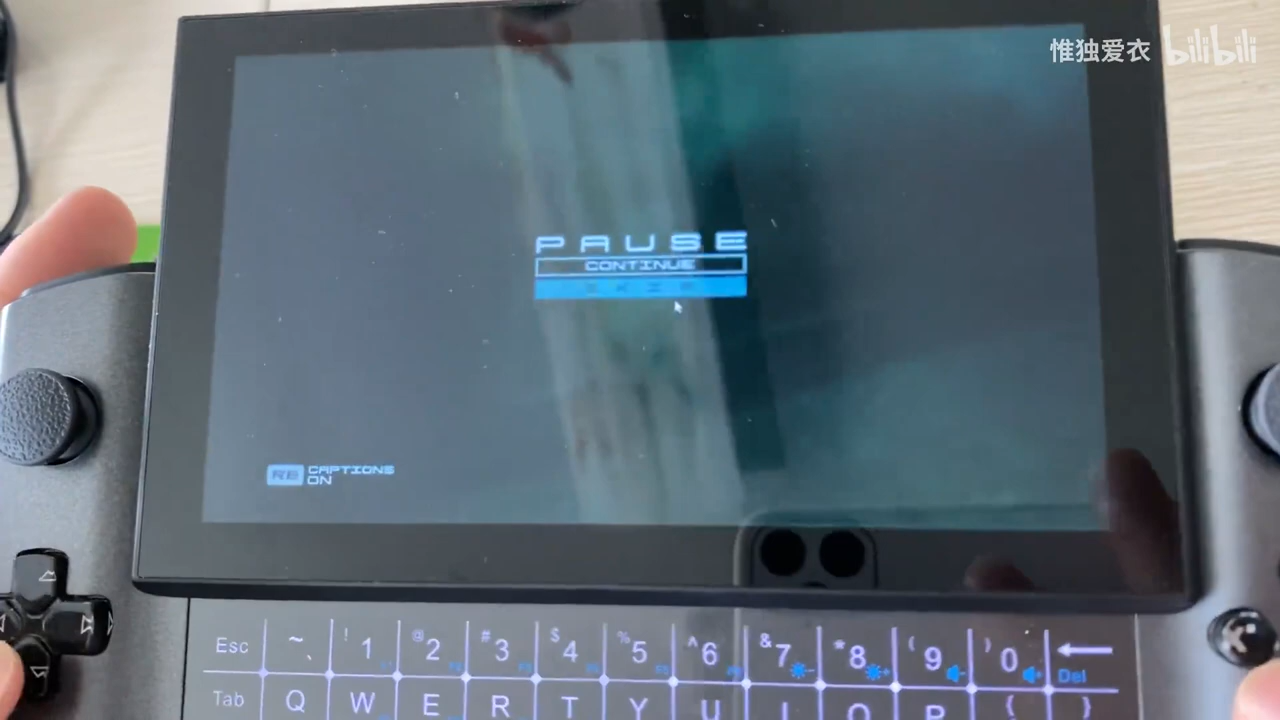 惟独爱衣 bilibili
PAUSE
CONTINUE
SKIP
RB CAPTIONS
ON
Esc ~ ` ! 1 @ 2 # 3 $ 4 % 5 ^ 6 & 7 * 8 ( 9 ) 0 Del
Tab Q W E R T Y U I O P { }